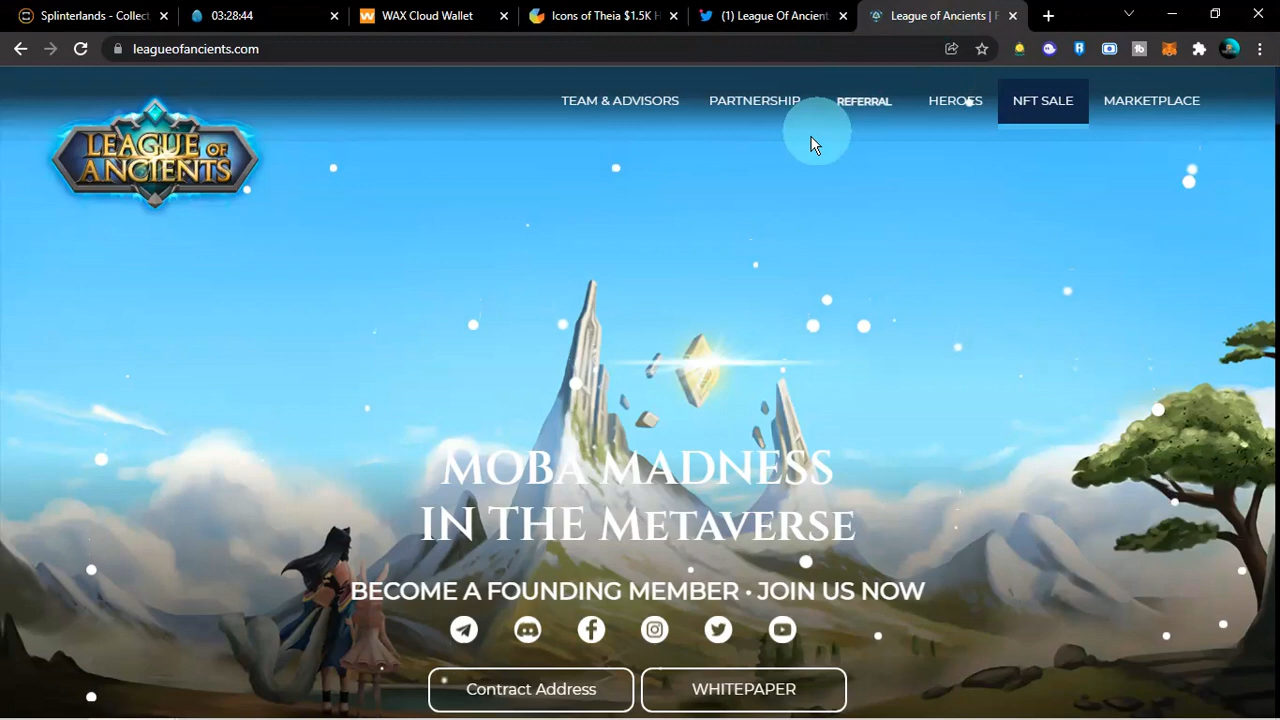 Splinterlands - Collect
03:28:44
WAX Cloud Wallet
Icons of Theia $1.5K H
(1) League Of Ancient
League of Ancients | F
leagueofancients.com
TEAM & ADVISORS
PARTNERSHIP
REFERRAL
HEROES
NFT SALE
MARKETPLACE
LEAGUE OF
ANCIENTS
MOBA MADNESS
IN THE METAVERSE
BECOME A FOUNDING MEMBER · JOIN US NOW
Contract Address
WHITEPAPER